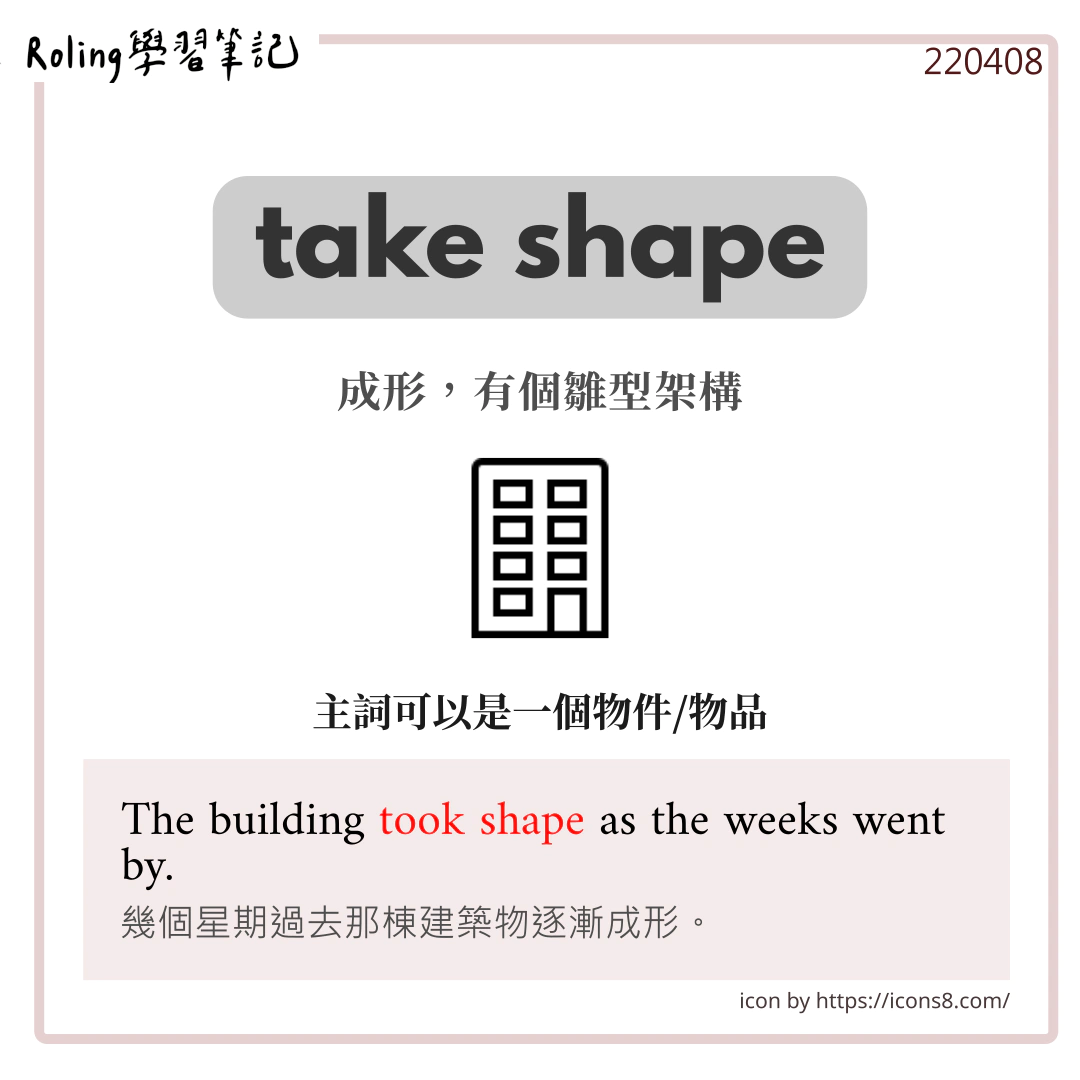 Roling學習筆記
220408
take shape
成形，有個雛型架構
主詞可以是一個物件/物品
The building took shape as the weeks went
by.
幾個星期過去那棟建築物逐漸成形。
icon by https://icons8.com/